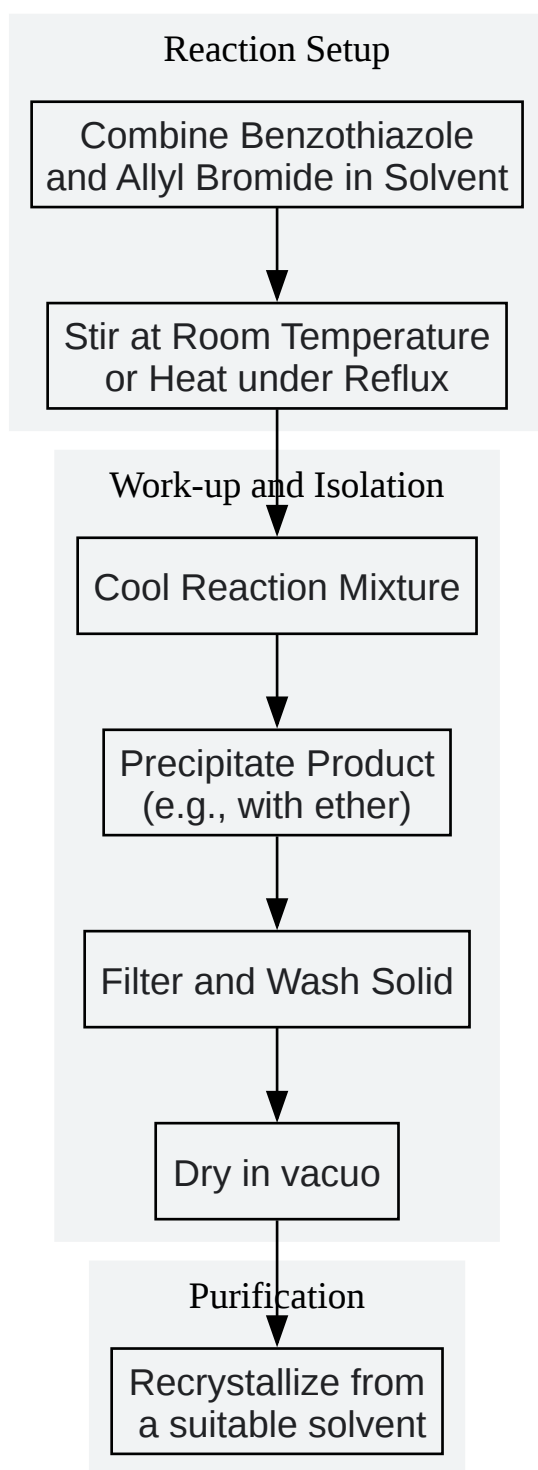 Reaction Setup
Combine Benzothiazole
and Allyl Bromide in Solvent
Stir at Room Temperature
or Heat under Reflux
Work-up and Isolation
Cool Reaction Mixture
Precipitate Product
(e.g., with ether)
Filter and Wash Solid
Dry in vacuo
Purification
Recrystallize from
a suitable solvent